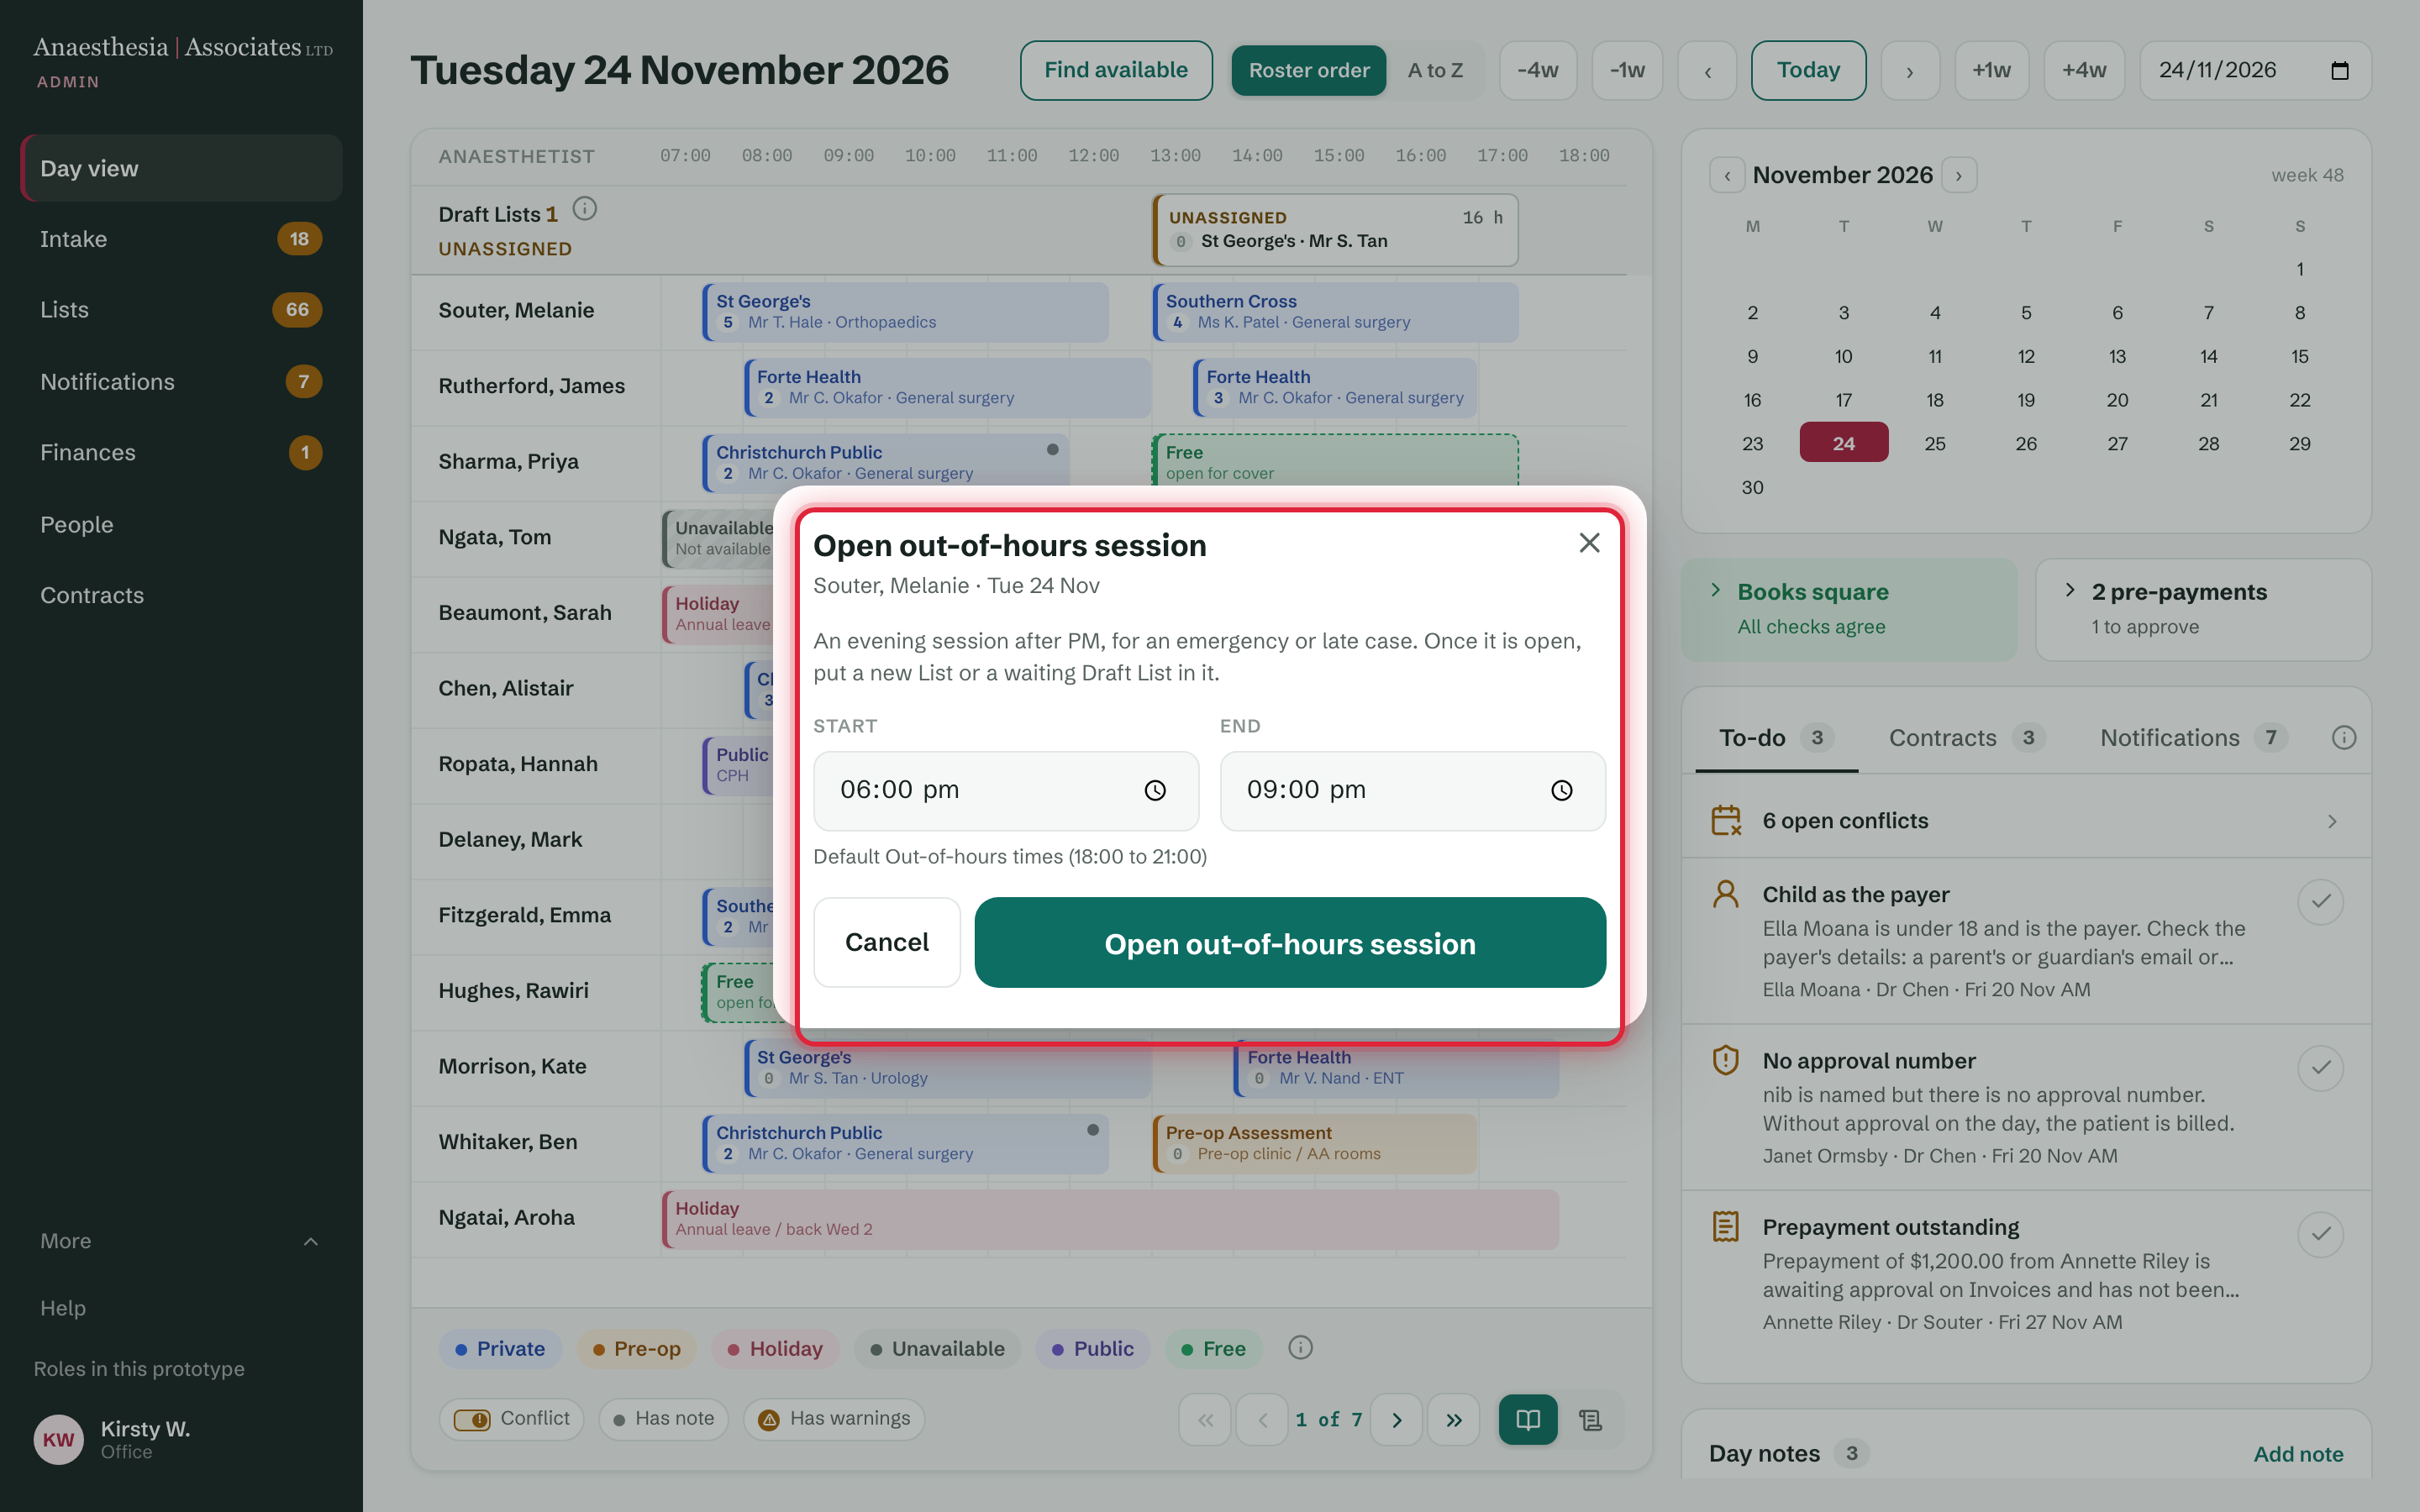 Anaesthesia | Associates LTD
ADMIN
Day view
Intake 18
Lists 66
Notifications 7
Finances 1
People
Contracts
More
Help
Roles in this prototype
KW
Kirsty W.
Office
Tuesday 24 November 2026
Find available
Roster order
A to Z
-4w
-1w
‹
Today
›
+1w
+4w
24/11/2026
ANAESTHETIST 07:00 08:00 09:00 10:00 11:00 12:00 13:00 14:00 15:00 16:00 17:00 18:00
Draft Lists 1
UNASSIGNED
UNASSIGNED 16 h
0 St George's · Mr S. Tan
Souter, Melanie
St George's
5 Mr T. Hale · Orthopaedics
Southern Cross
4 Ms K. Patel · General surgery
Rutherford, James
Forte Health
2 Mr C. Okafor · General surgery
Forte Health
3 Mr C. Okafor · General surgery
Sharma, Priya
Christchurch Public
2 Mr C. Okafor · General surgery
Free
open for cover
Ngata, Tom
Unavailable
Not available
Beaumont, Sarah
Holiday
Annual leave
Chen, Alistair
3
Ropata, Hannah
Public
CPH
Delaney, Mark
Fitzgerald, Emma
Southe
2 Mr
Hughes, Rawiri
Free
open fo
Morrison, Kate
St George's
0 Mr S. Tan · Urology
Forte Health
0 Mr V. Nand · ENT
Whitaker, Ben
Christchurch Public
2 Mr C. Okafor · General surgery
Pre-op Assessment
0 Pre-op clinic / AA rooms
Ngatai, Aroha
Holiday
Annual leave / back Wed 2
Private
Pre-op
Holiday
Unavailable
Public
Free
Conflict
Has note
Has warnings
« ‹ 1 of 7 › »
Open out-of-hours session
Souter, Melanie · Tue 24 Nov
An evening session after PM, for an emergency or late case. Once it is open,
put a new List or a waiting Draft List in it.
START
06:00 pm
END
09:00 pm
Default Out-of-hours times (18:00 to 21:00)
Cancel
Open out-of-hours session
‹ November 2026 › week 48
M T W T F S S
1
2 3 4 5 6 7 8
9 10 11 12 13 14 15
16 17 18 19 20 21 22
23 24 25 26 27 28 29
30
Books square
All checks agree
2 pre-payments
1 to approve
To-do 3
Contracts 3
Notifications 7
6 open conflicts
Child as the payer
Ella Moana is under 18 and is the payer. Check the
payer's details: a parent's or guardian's email or…
Ella Moana · Dr Chen · Fri 20 Nov AM
No approval number
nib is named but there is no approval number.
Without approval on the day, the patient is billed.
Janet Ormsby · Dr Chen · Fri 20 Nov AM
Prepayment outstanding
Prepayment of $1,200.00 from Annette Riley is
awaiting approval on Invoices and has not been…
Annette Riley · Dr Souter · Fri 27 Nov AM
Day notes 3
Add note